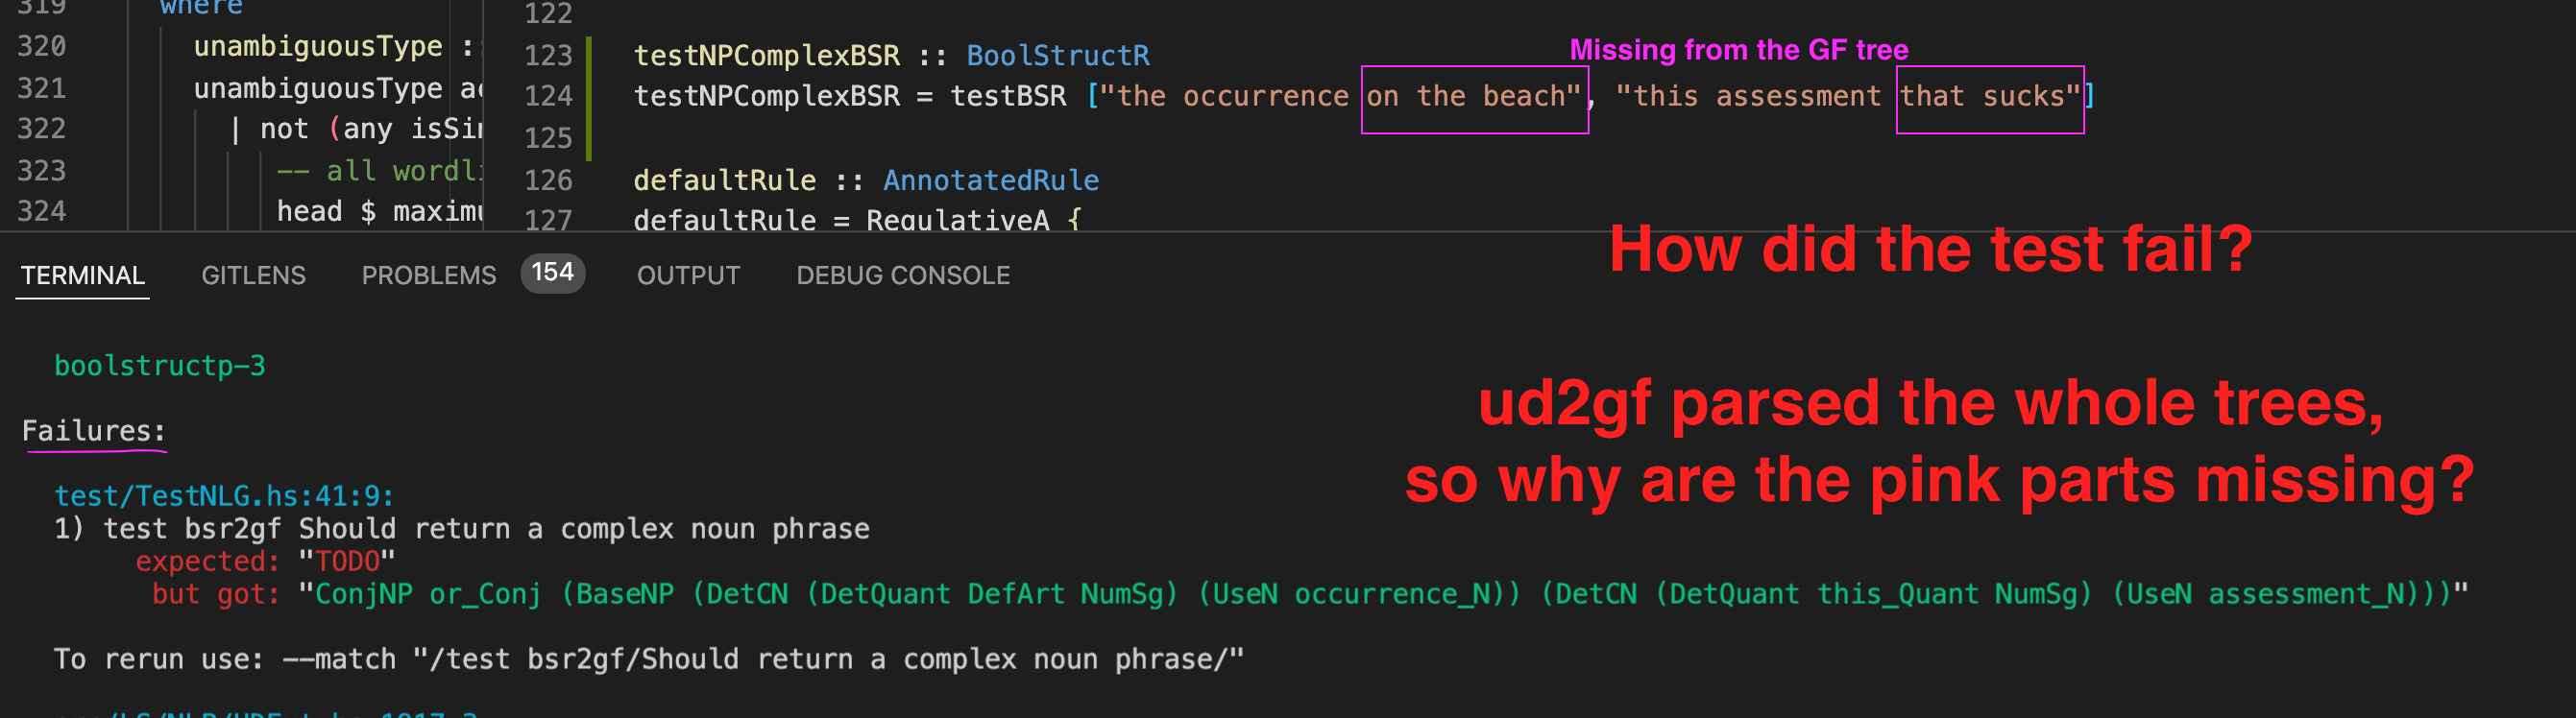 319 where
320 unambiguousType ::
321 unambiguousType a
322 | not (any isSi
323 -- all wordl
324 head $ maxim
122
Missing from the GF tree
123 testNPComplexBSR :: BoolStructR
124 testNPComplexBSR = testBSR ["the occurrence on the beach", "this assessment that sucks"]
125
126 defaultRule :: AnnotatedRule
127 defaultRule = RegulativeA {
How did the test fail?
TERMINAL GITLENS PROBLEMS 154 OUTPUT DEBUG CONSOLE
boolstructp-3
ud2gf parsed the whole trees,
so why are the pink parts missing?
Failures:
test/TestNLG.hs:41:9:
1) test bsr2gf Should return a complex noun phrase
expected: "TODO"
but got: "ConjNP or_Conj (BaseNP (DetCN (DetQuant DefArt NumSg) (UseN occurrence_N)) (DetCN (DetQuant this_Quant NumSg) (UseN assessment_N)))"
To rerun use: --match "/test bsr2gf/Should return a complex noun phrase/"